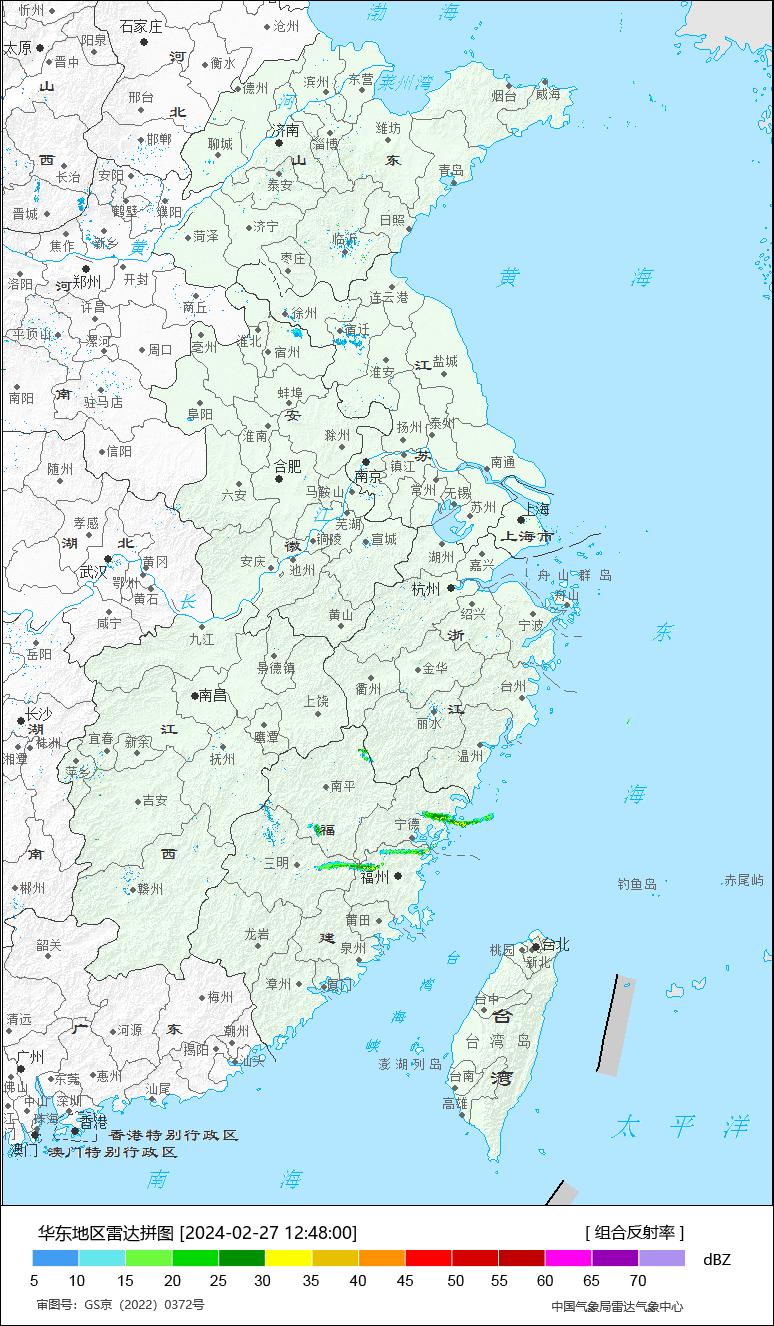 渤 海
忻州
石家庄
沧州
太原
阳泉
河
晋中
衡水
东营
莱州湾
滨州
山
德州
河
烟台
威海
邢台
北
济南
淄博
潍坊
邯郸
聊城
西
山
东
长治
安阳
泰安
青岛
晋城
鹤壁
濮阳
菏泽
济宁
日照
焦作
新乡
黄
临沂
枣庄
洛阳
河
郑州
开封
黄 海
连云港
许昌
商丘
徐州
宿迁
平顶山
漯河
周口
亳州
淮北
宿州
江
盐城
淮安
南阳
南
驻马店
蚌埠
阜阳
安
扬州
泰州
淮南
滁州
信阳
苏
随州
合肥
南京
镇江
南通
六安
马鞍山
常州
无锡
苏州
上海
孝感
江
芜湖
湖
北
徽
铜陵
宣城
上海市
武汉
黄冈
安庆
池州
湖州
嘉兴
舟 山 群 岛
鄂州
黄石
长
杭州
舟山
咸宁
黄山
绍兴
宁波
九江
浙
东
岳阳
景德镇
金华
衢州
台州
长沙
南昌
上饶
江
湖
江
丽水
株洲
宜春
新余
鹰潭
湘潭
萍乡
抚州
温州
南平
海
吉安
宁德
福
南
西
三明
福州
郴州
赣州
钓鱼岛
赤尾屿
莆田
龙岩
建
泉州
台
韶关
桃园
台北
新北
漳州
厦门
湾
梅州
台中
清远
广
河源
东
潮州
海
台
揭阳
台 湾 岛
广州
汕头
峡
澎 湖 列 岛
佛山
东莞
惠州
汕尾
台南
湾
中山
深圳
高雄
江门
珠海
香港
太 平 洋
香港特别行政区
澳门
澳门特别行政区
南 海
华东地区雷达拼图 [2024-02-27 12:48:00]
[ 组合反射率 ]
dBZ
5 10 15 20 25 30 35 40 45 50 55 60 65 70
审图号：GS京（2022）0372号
中国气象局雷达气象中心